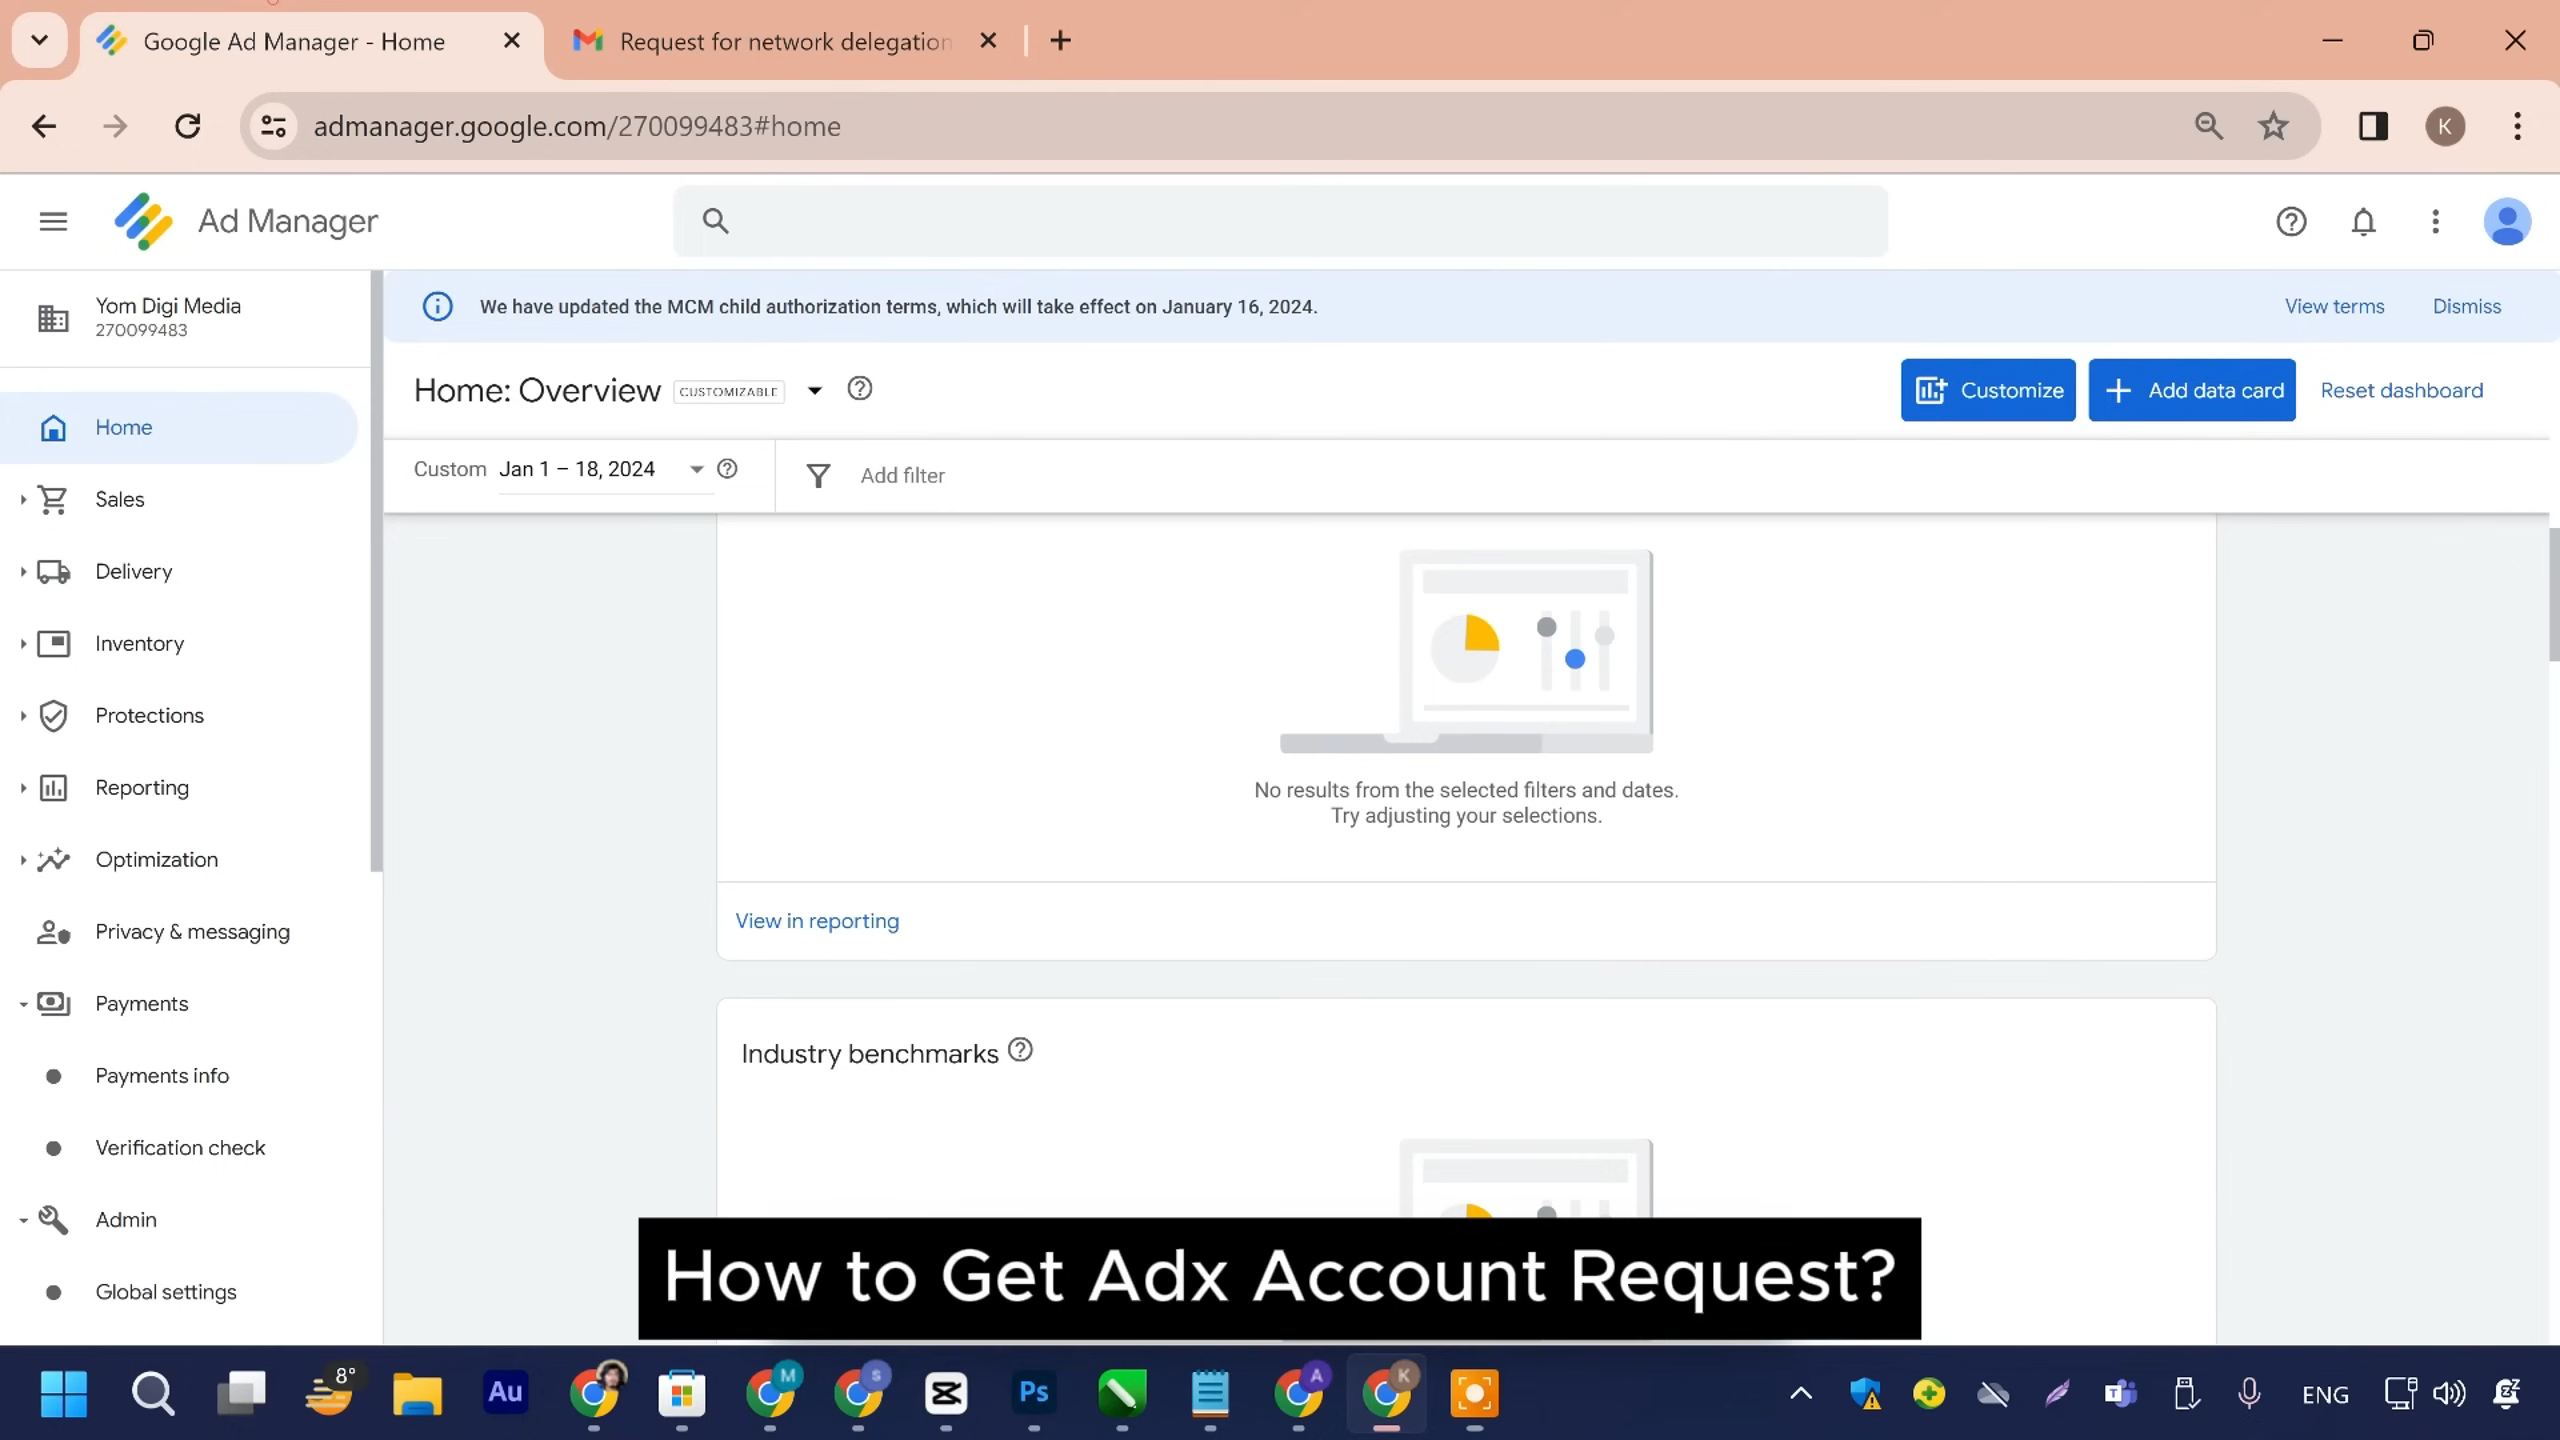 Google Ad Manager - Home
Request for network delegation
admanager.google.com/270099483#home
K
Ad Manager
Yom Digi Media
270099483
We have updated the MCM child authorization terms, which will take effect on January 16, 2024.
View terms
Dismiss
Home: Overview
CUSTOMIZABLE
Customize
Add data card
Reset dashboard
Custom Jan 1 – 18, 2024
Add filter
Home
Sales
Delivery
Inventory
Protections
Reporting
Optimization
Privacy & messaging
Payments
Payments info
Verification check
Admin
Global settings
No results from the selected filters and dates.
Try adjusting your selections.
View in reporting
Industry benchmarks
How to Get Adx Account Request?
8°
Au
M
S
Ps
A
K
ENG